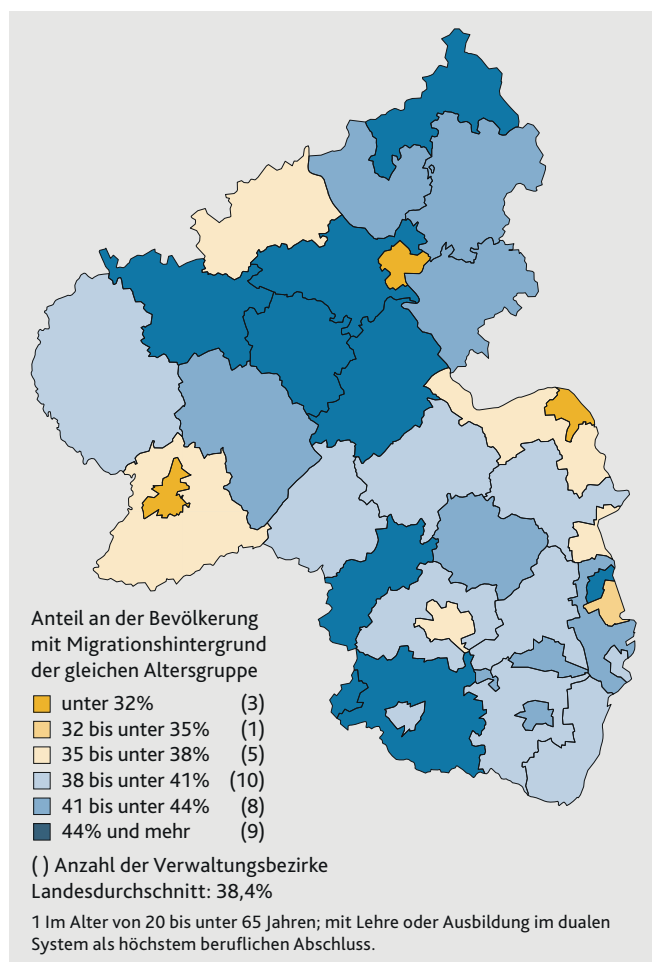 Anteil an der Bevölkerung
mit Migrationshintergrund
der gleichen Altersgruppe
unter 32% (3)
32 bis unter 35% (1)
35 bis unter 38% (5)
38 bis unter 41% (10)
41 bis unter 44% (8)
44% und mehr (9)
( ) Anzahl der Verwaltungsbezirke
Landesdurchschnitt: 38,4%
1 Im Alter von 20 bis unter 65 Jahren; mit Lehre oder Ausbildung im dualen
System als höchstem beruflichen Abschluss.